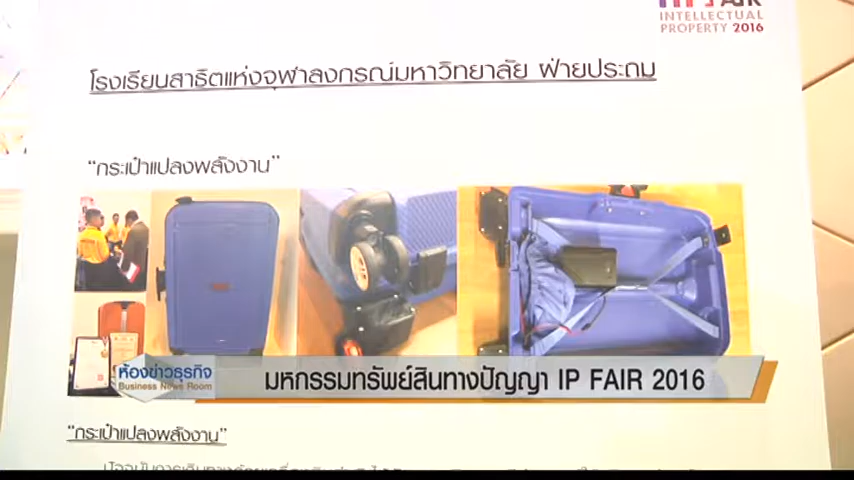 INTELLECTUAL
PROPERTY 2016
โรงเรียนสาธิตแห่งจุฬาลงกรณ์มหาวิทยาลัย ฝ่ายประถม
“กระเป๋าแปลงพลังงาน”
ห้องข่าวธุรกิจ
Business News Room
มหกรรมทรัพย์สินทางปัญญา IP FAIR 2016
“กระเป๋าแปลงพลังงาน”